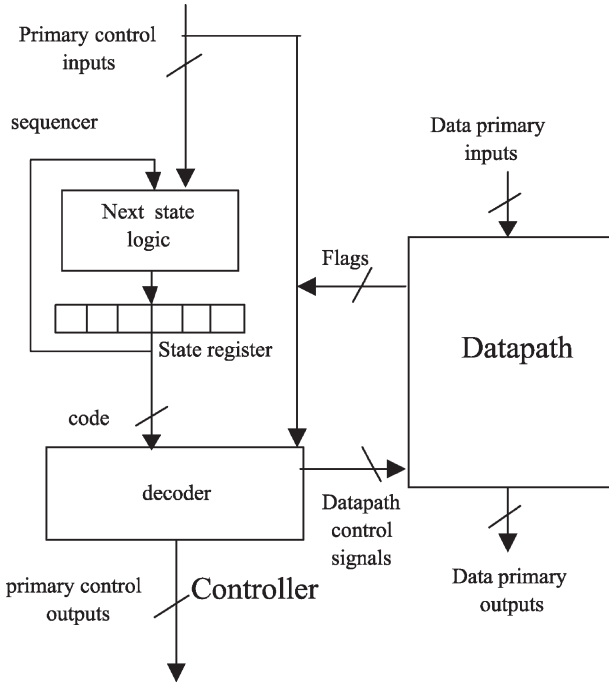 Primary control
inputs
sequencer
Data primary
inputs
Next state
logic
Flags
State register
Datapath
code
decoder
Datapath
control
signals
primary control
outputs
Controller
Data primary
outputs